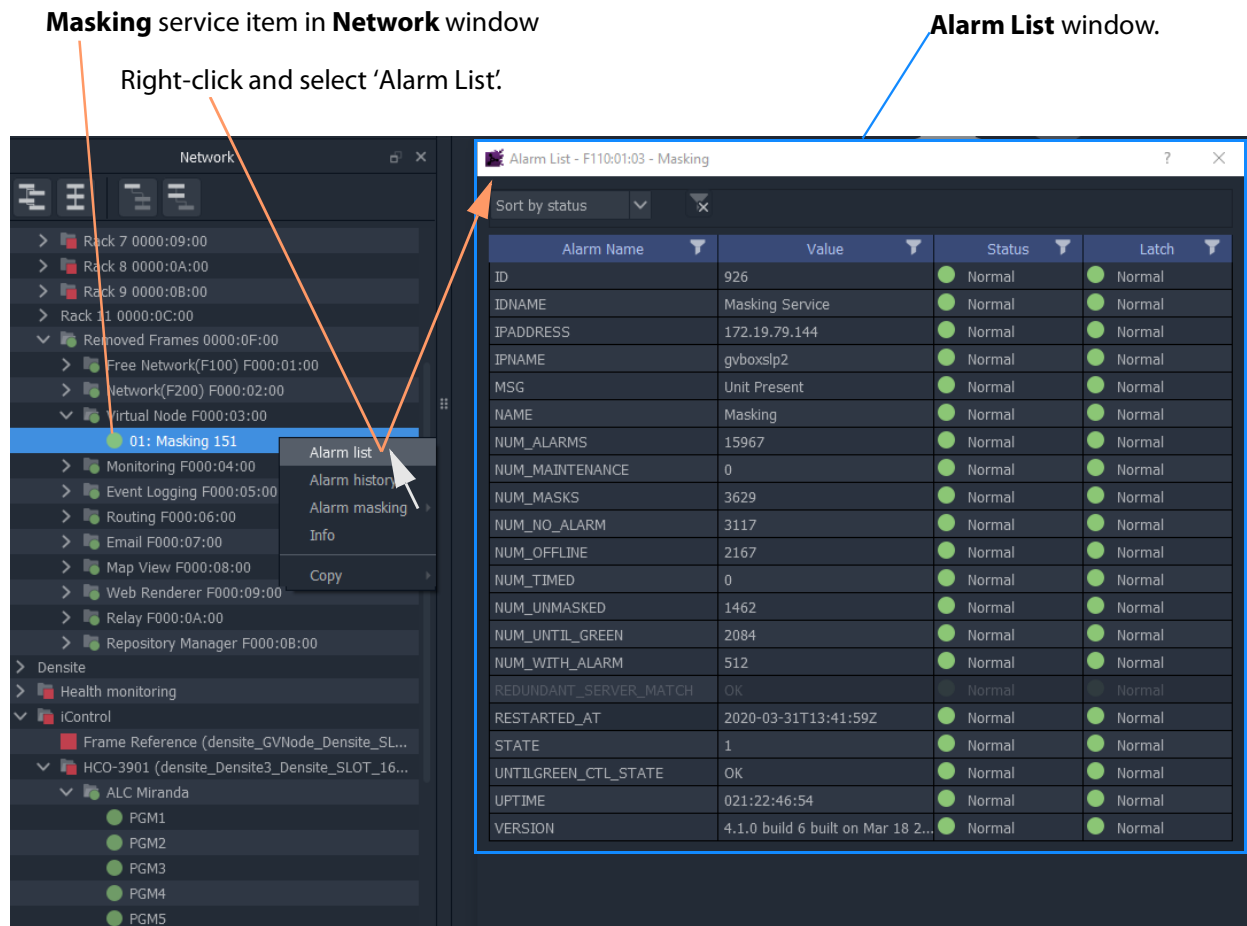 Masking service item in Network window
Alarm List window.
Right-click and select ‘Alarm List’.
Network
Rack 7 0000:09:00
Rack 8 0000:0A:00
Rack 9 0000:0B:00
Rack 11 0000:0C:00
Removed Frames 0000:0F:00
Free Network(F100) F000:01:00
Network(F200) F000:02:00
Virtual Node F000:03:00
01: Masking 151
Monitoring F000:04:00
Event Logging F000:05:00
Routing F000:06:00
Email F000:07:00
Map View F000:08:00
Web Renderer F000:09:00
Relay F000:0A:00
Repository Manager F000:0B:00
Densite
Health monitoring
iControl
Frame Reference (densite_GVNode_Densite_SL...
HCO-3901 (densite_Densite3_Densite_SLOT_16...
ALC Miranda
PGM1
PGM2
PGM3
PGM4
PGM5
Alarm list
Alarm history
Alarm masking
Info
Copy
Alarm List - F110:01:03 - Masking ?
Sort by status
Alarm Name Value Status Latch
ID 926 Normal Normal
IDNAME Masking Service Normal Normal
IPADDRESS 172.19.79.144 Normal Normal
IPNAME gvboxslp2 Normal Normal
MSG Unit Present Normal Normal
NAME Masking Normal Normal
NUM_ALARMS 15967 Normal Normal
NUM_MAINTENANCE 0 Normal Normal
NUM_MASKS 3629 Normal Normal
NUM_NO_ALARM 3117 Normal Normal
NUM_OFFLINE 2167 Normal Normal
NUM_TIMED 0 Normal Normal
NUM_UNMASKED 1462 Normal Normal
NUM_UNTIL_GREEN 2084 Normal Normal
NUM_WITH_ALARM 512 Normal Normal
REDUNDANT_SERVER_MATCH OK Normal Normal
RESTARTED_AT 2020-03-31T13:41:59Z Normal Normal
STATE 1 Normal Normal
UNTILGREEN_CTL_STATE OK Normal Normal
UPTIME 021:22:46:54 Normal Normal
VERSION 4.1.0 build 6 built on Mar 18 2... Normal Normal